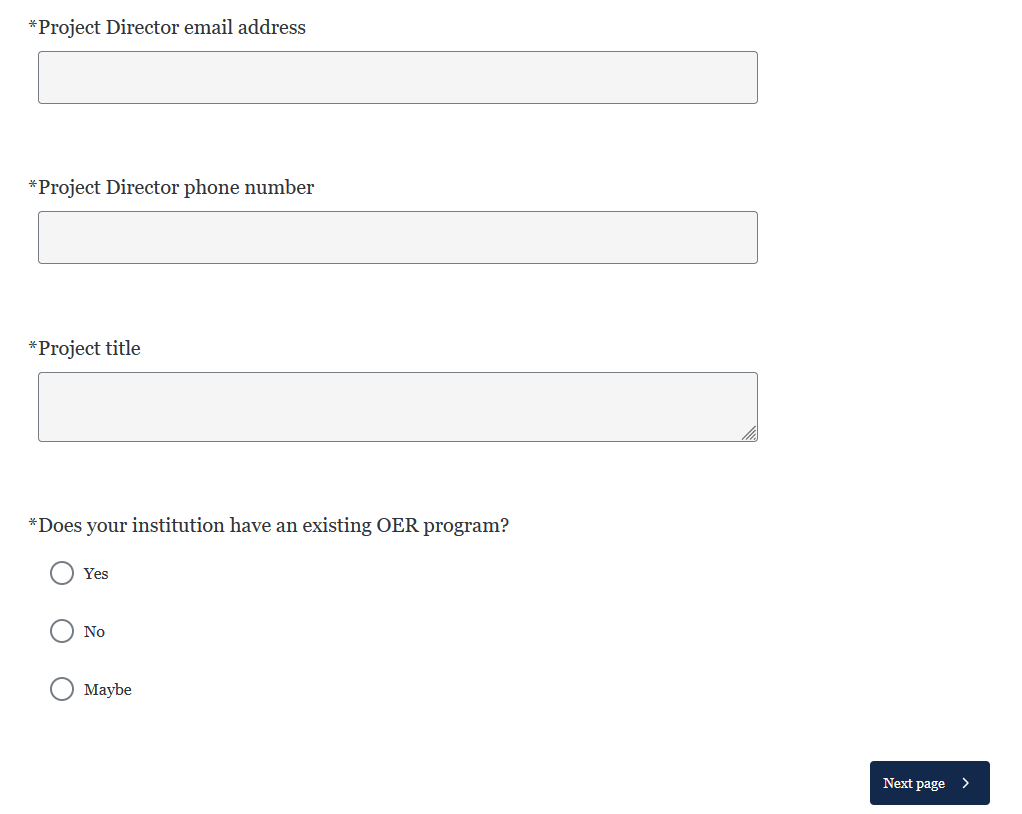 *Project Director email address
*Project Director phone number
*Project title
*Does your institution have an existing OER program?
Yes
No
Maybe
Next page